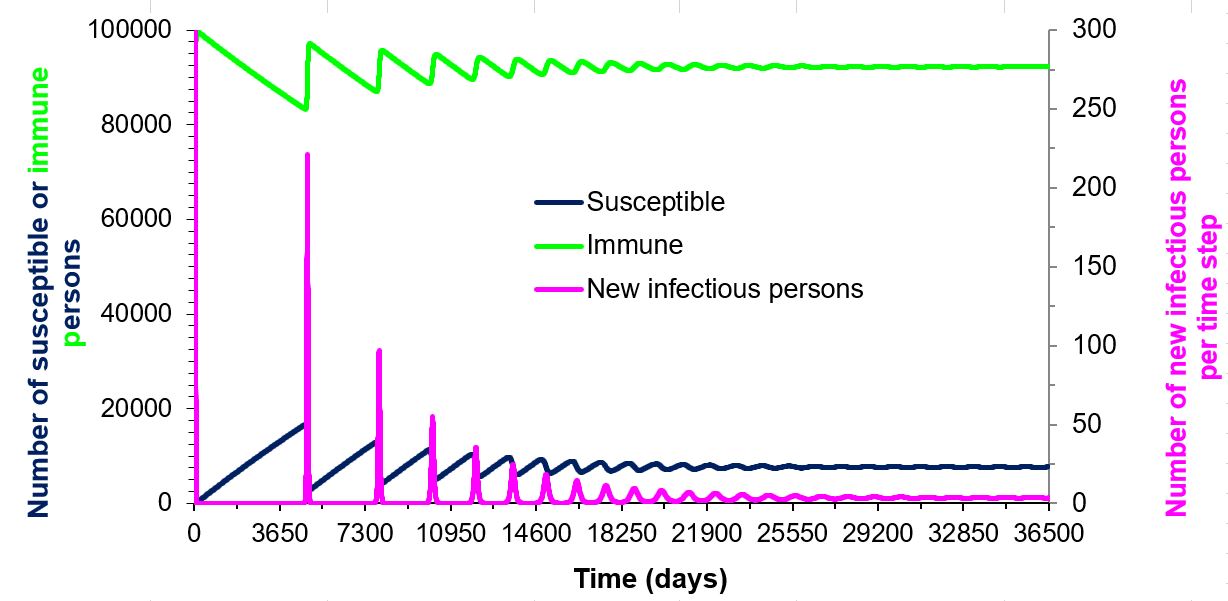 Number of susceptible or immune
persons
100000
80000
60000
40000
20000
0
300
250
200
150
100
50
0
Number of new infectious persons
per time step
Susceptible
Immune
New infectious persons
0 3650 7300 10950 14600 18250 21900 25550 29200 32850 36500
Time (days)